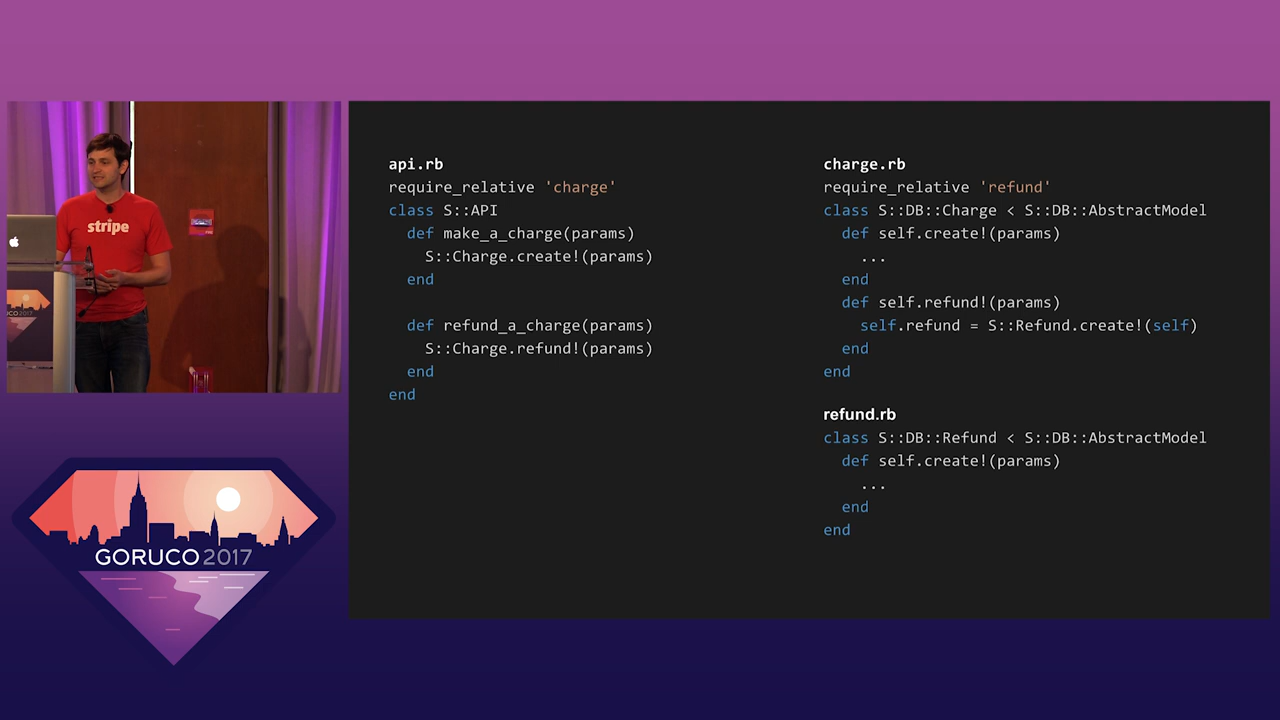 stripe
GORUCO 2017
api.rb
require_relative 'charge'
class S::API
  def make_a_charge(params)
    S::Charge.create!(params)
  end

  def refund_a_charge(params)
    S::Charge.refund!(params)
  end
end
charge.rb
require_relative 'refund'
class S::DB::Charge < S::DB::AbstractModel
  def self.create!(params)
    ...
  end
  def self.refund!(params)
    self.refund = S::Refund.create!(self)
  end
end
refund.rb
class S::DB::Refund < S::DB::AbstractModel
  def self.create!(params)
    ...
  end
end